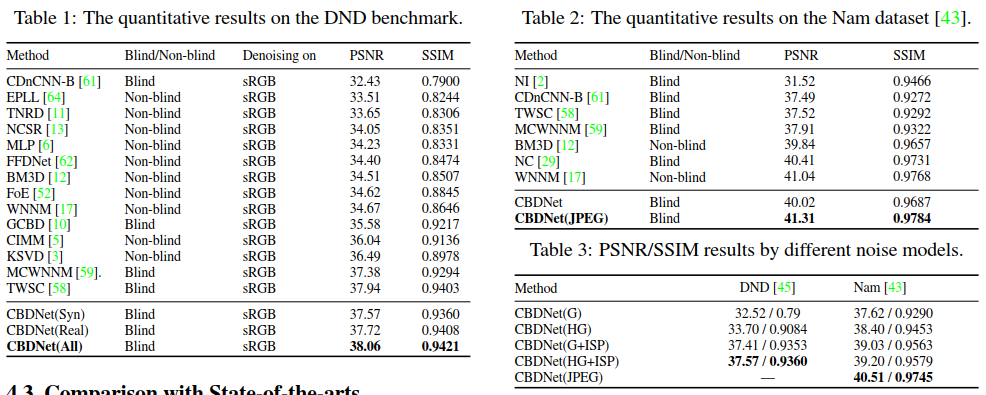 Table 1: The quantitative results on the DND benchmark.
Method Blind/Non-blind Denoising on PSNR SSIM
CDnCNN-B [61] Blind sRGB 32.43 0.7900
EPLL [64] Non-blind sRGB 33.51 0.8244
TNRD [11] Non-blind sRGB 33.65 0.8306
NCSR [13] Non-blind sRGB 34.05 0.8351
MLP [6] Non-blind sRGB 34.23 0.8331
FFDNet [62] Non-blind sRGB 34.40 0.8474
BM3D [12] Non-blind sRGB 34.51 0.8507
FoE [52] Non-blind sRGB 34.62 0.8845
WNNM [17] Non-blind sRGB 34.67 0.8646
GCBD [10] Blind sRGB 35.58 0.9217
CIMM [5] Non-blind sRGB 36.04 0.9136
KSVD [3] Non-blind sRGB 36.49 0.8978
MCWNNM [59]. Blind sRGB 37.38 0.9294
TWSC [58] Blind sRGB 37.94 0.9403
CBDNet(Syn) Blind sRGB 37.57 0.9360
CBDNet(Real) Blind sRGB 37.72 0.9408
CBDNet(All) Blind sRGB 38.06 0.9421
4.3. Comparison with State-of-the-arts
Table 2: The quantitative results on the Nam dataset [43].
Method Blind/Non-blind PSNR SSIM
NI [2] Blind 31.52 0.9466
CDnCNN-B [61] Blind 37.49 0.9272
TWSC [58] Blind 37.52 0.9292
MCWNNM [59] Blind 37.91 0.9322
BM3D [12] Non-blind 39.84 0.9657
NC [29] Blind 40.41 0.9731
WNNM [17] Non-blind 41.04 0.9768
CBDNet Blind 40.02 0.9687
CBDNet(JPEG) Blind 41.31 0.9784
Table 3: PSNR/SSIM results by different noise models.
Method DND [45] Nam [43]
CBDNet(G) 32.52 / 0.79 37.62 / 0.9290
CBDNet(HG) 33.70 / 0.9084 38.40 / 0.9453
CBDNet(G+ISP) 37.41 / 0.9353 39.03 / 0.9563
CBDNet(HG+ISP) 37.57 / 0.9360 39.20 / 0.9579
CBDNet(JPEG) — 40.51 / 0.9745